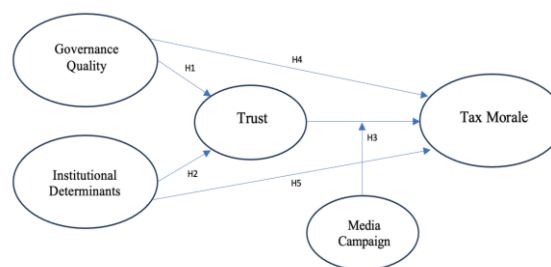 Governance
Quality
H4
H1
Trust
Tax Morale
H3
H2
Institutional
Determinants
H5
Media
Campaign